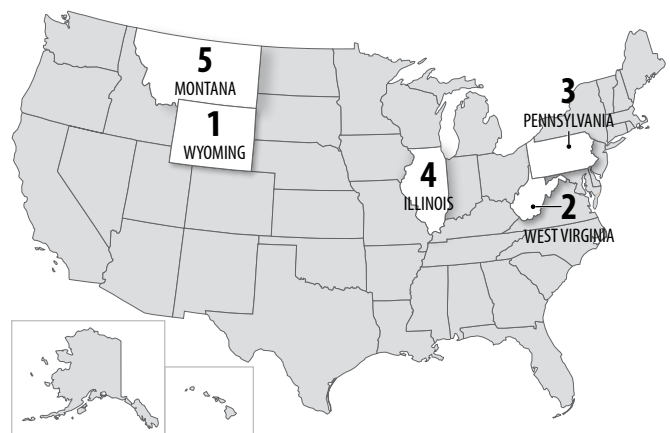 5
MONTANA
1
WYOMING
3
PENNSYLVANIA
4
ILLINOIS
2
WEST VIRGINIA